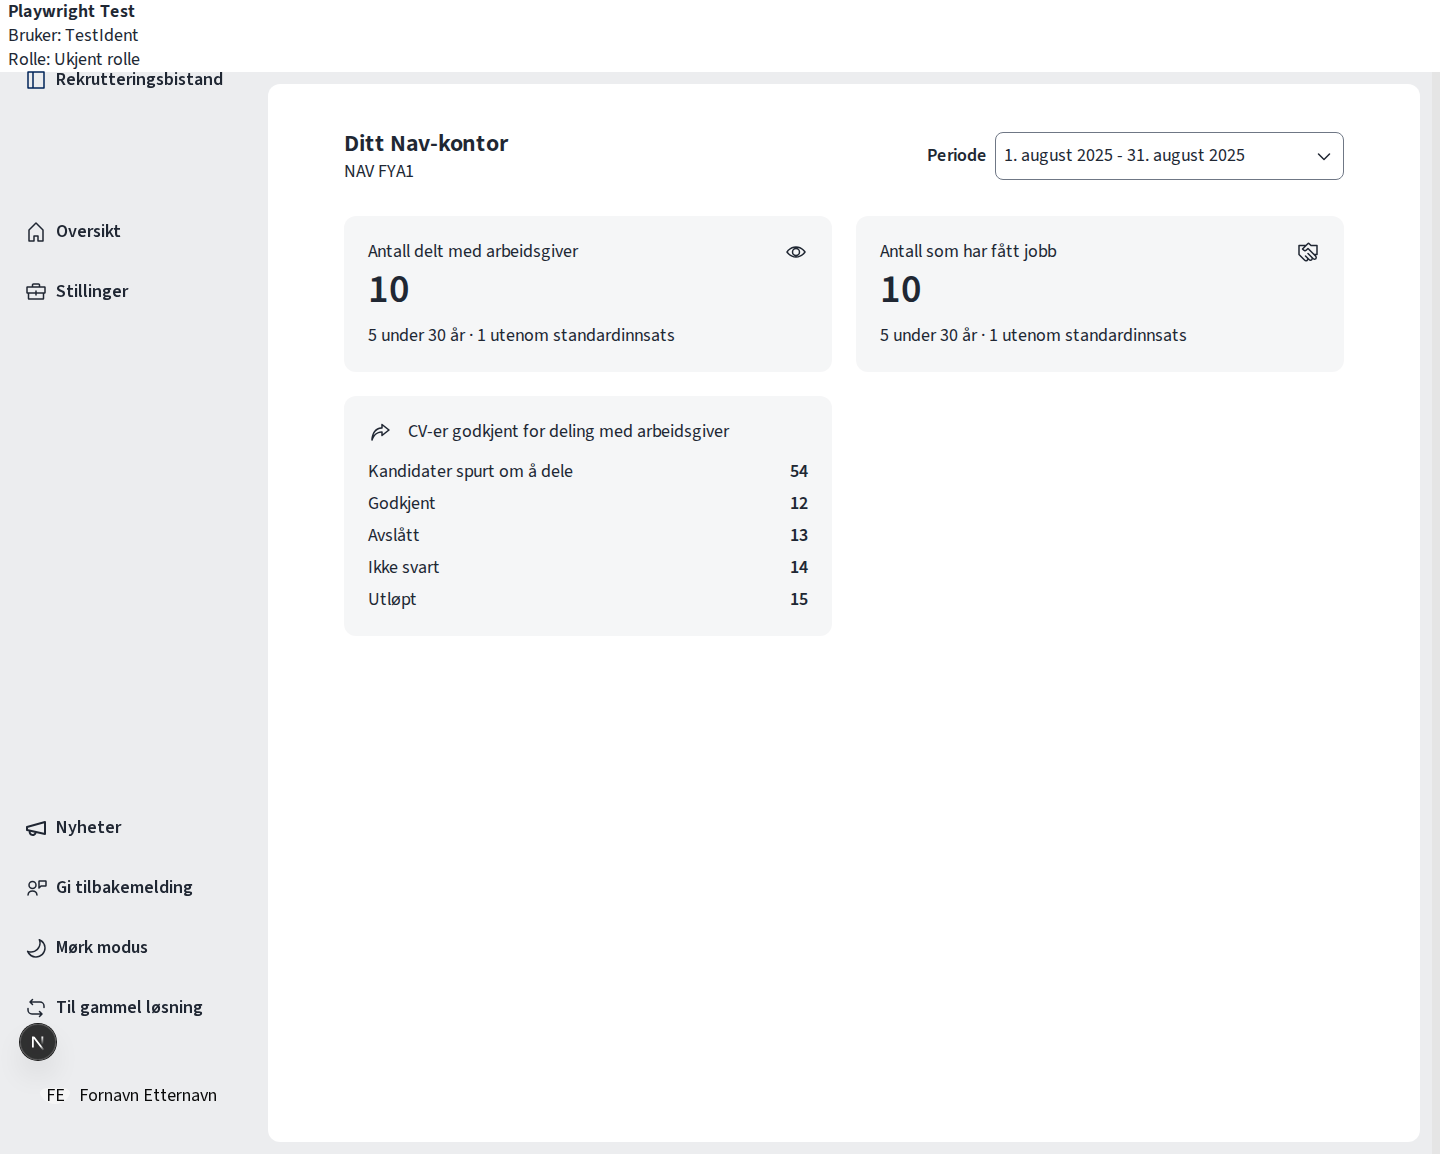 Playwright Test
Bruker: TestIdent
Rolle: Ukjent rolle
Rekrutteringsbistand
Oversikt
Stillinger
Nyheter
Gi tilbakemelding
Mørk modus
Til gammel løsning
N
FE Fornavn Etternavn
Ditt Nav-kontor
NAV FYA1
Periode 1. august 2025 - 31. august 2025
Antall delt med arbeidsgiver
10
5 under 30 år · 1 utenom standardinnsats
Antall som har fått jobb
10
5 under 30 år · 1 utenom standardinnsats
CV-er godkjent for deling med arbeidsgiver
Kandidater spurt om å dele 54
Godkjent 12
Avslått 13
Ikke svart 14
Utløpt 15